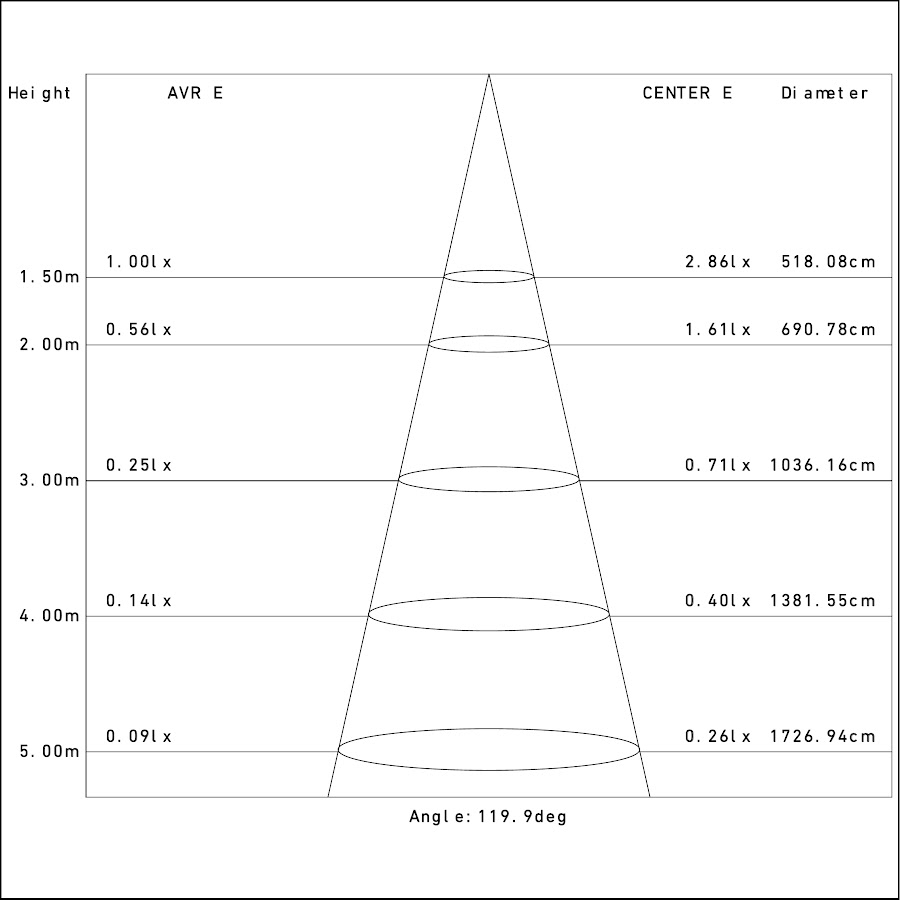 Height AVR E CENTER E Diameter
1.00lx 2.86lx 518.08cm
1.50m
0.56lx 1.61lx 690.78cm
2.00m
0.25lx 0.71lx 1036.16cm
3.00m
0.14lx 0.40lx 1381.55cm
4.00m
0.09lx 0.26lx 1726.94cm
5.00m
Angle: 119.9deg